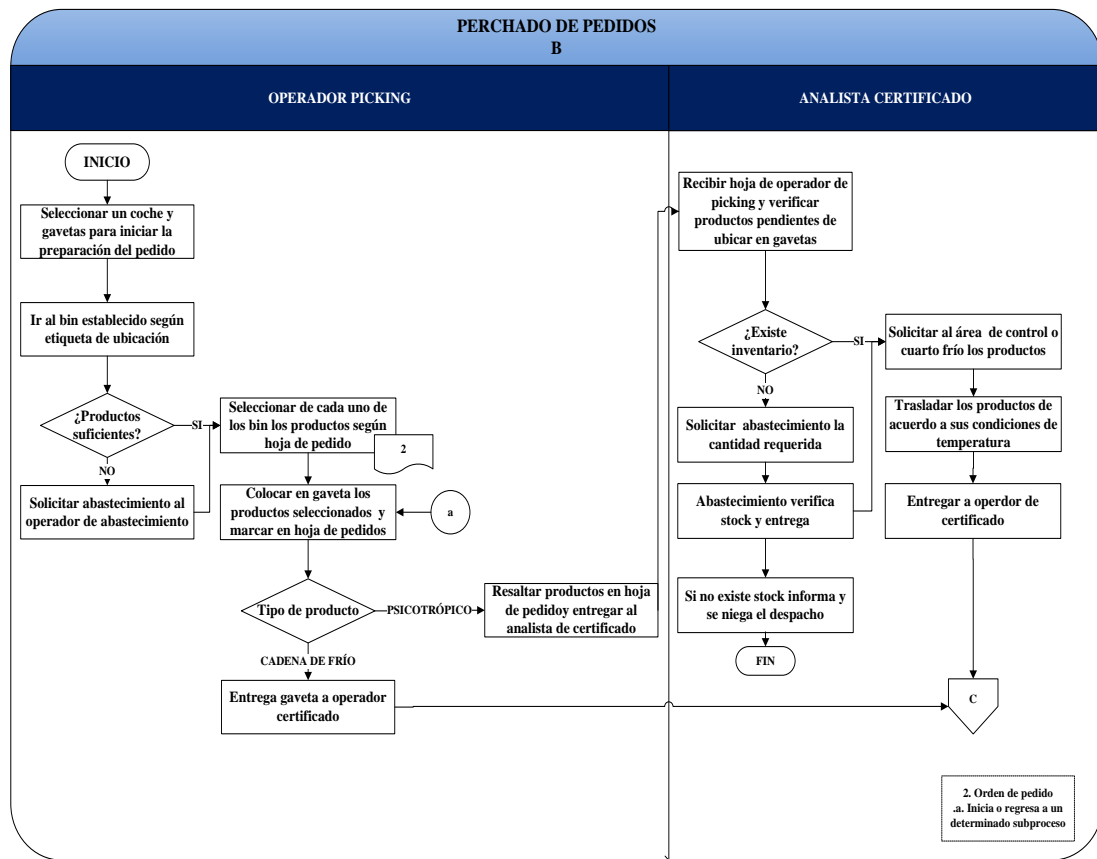 PERCHADO DE PEDIDOS
B
OPERADOR PICKING
ANALISTA CERTIFICADO
INICIO
Seleccionar un coche y
gavetas para iniciar la
preparación del pedido
Ir al bin establecido según
etiqueta de ubicación
¿Productos
suficientes?
SI
NO
Solicitar abastecimiento al
operador de abastecimiento
Seleccionar de cada uno de
los bin los productos según
hoja de pedido
2
Colocar en gaveta los
productos seleccionados y
marcar en hoja de pedidos
a
Tipo de producto
PSICOTRÓPICO
CADENA DE FRÍO
Resaltar productos en hoja
de pedidoy entregar al
analista de certificado
Entrega gaveta a operador
certificado
Recibir hoja de operador de
picking y verificar
productos pendientes de
ubicar en gavetas
¿Existe
inventario?
SI
NO
Solicitar abastecimiento la
cantidad requerida
Abastecimiento verifica
stock y entrega
Si no existe stock informa y
se niega el despacho
FIN
Solicitar al área de control o
cuarto frío los productos
Trasladar los productos de
acuerdo a sus condiciones de
temperatura
Entregar a operdor de
certificado
C
2. Orden de pedido
.a. Inicia o regresa a un
determinado subproceso